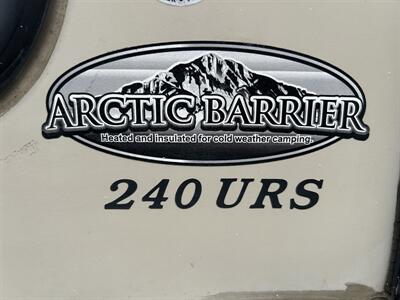 ARCTIC BARRIER
Heated and insulated for cold weather camping.
240 URS